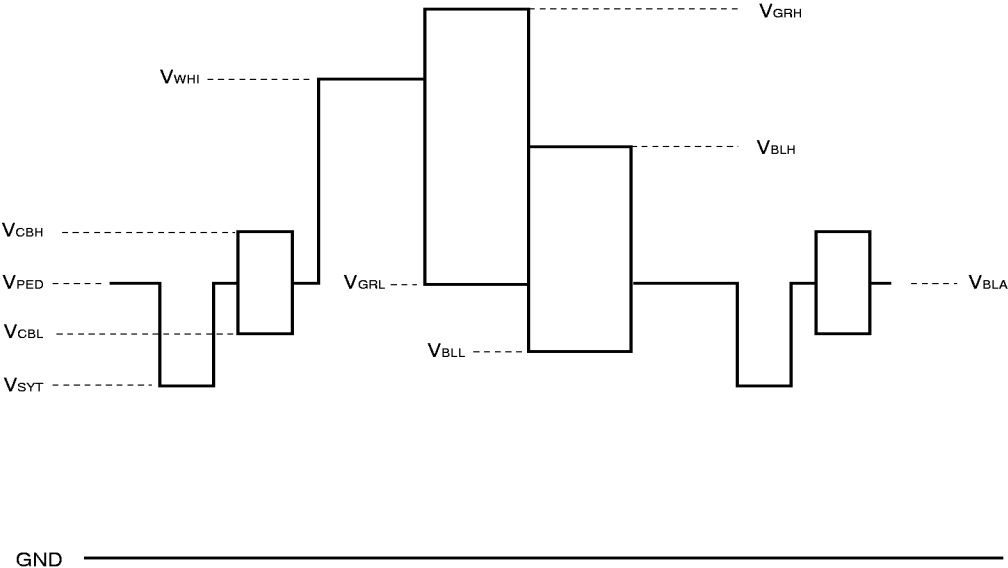 VGRH
VWHI
VBLH
VCBH
VPED
VGRL
VBLA
VCBL
VBLL
VSYT
GND